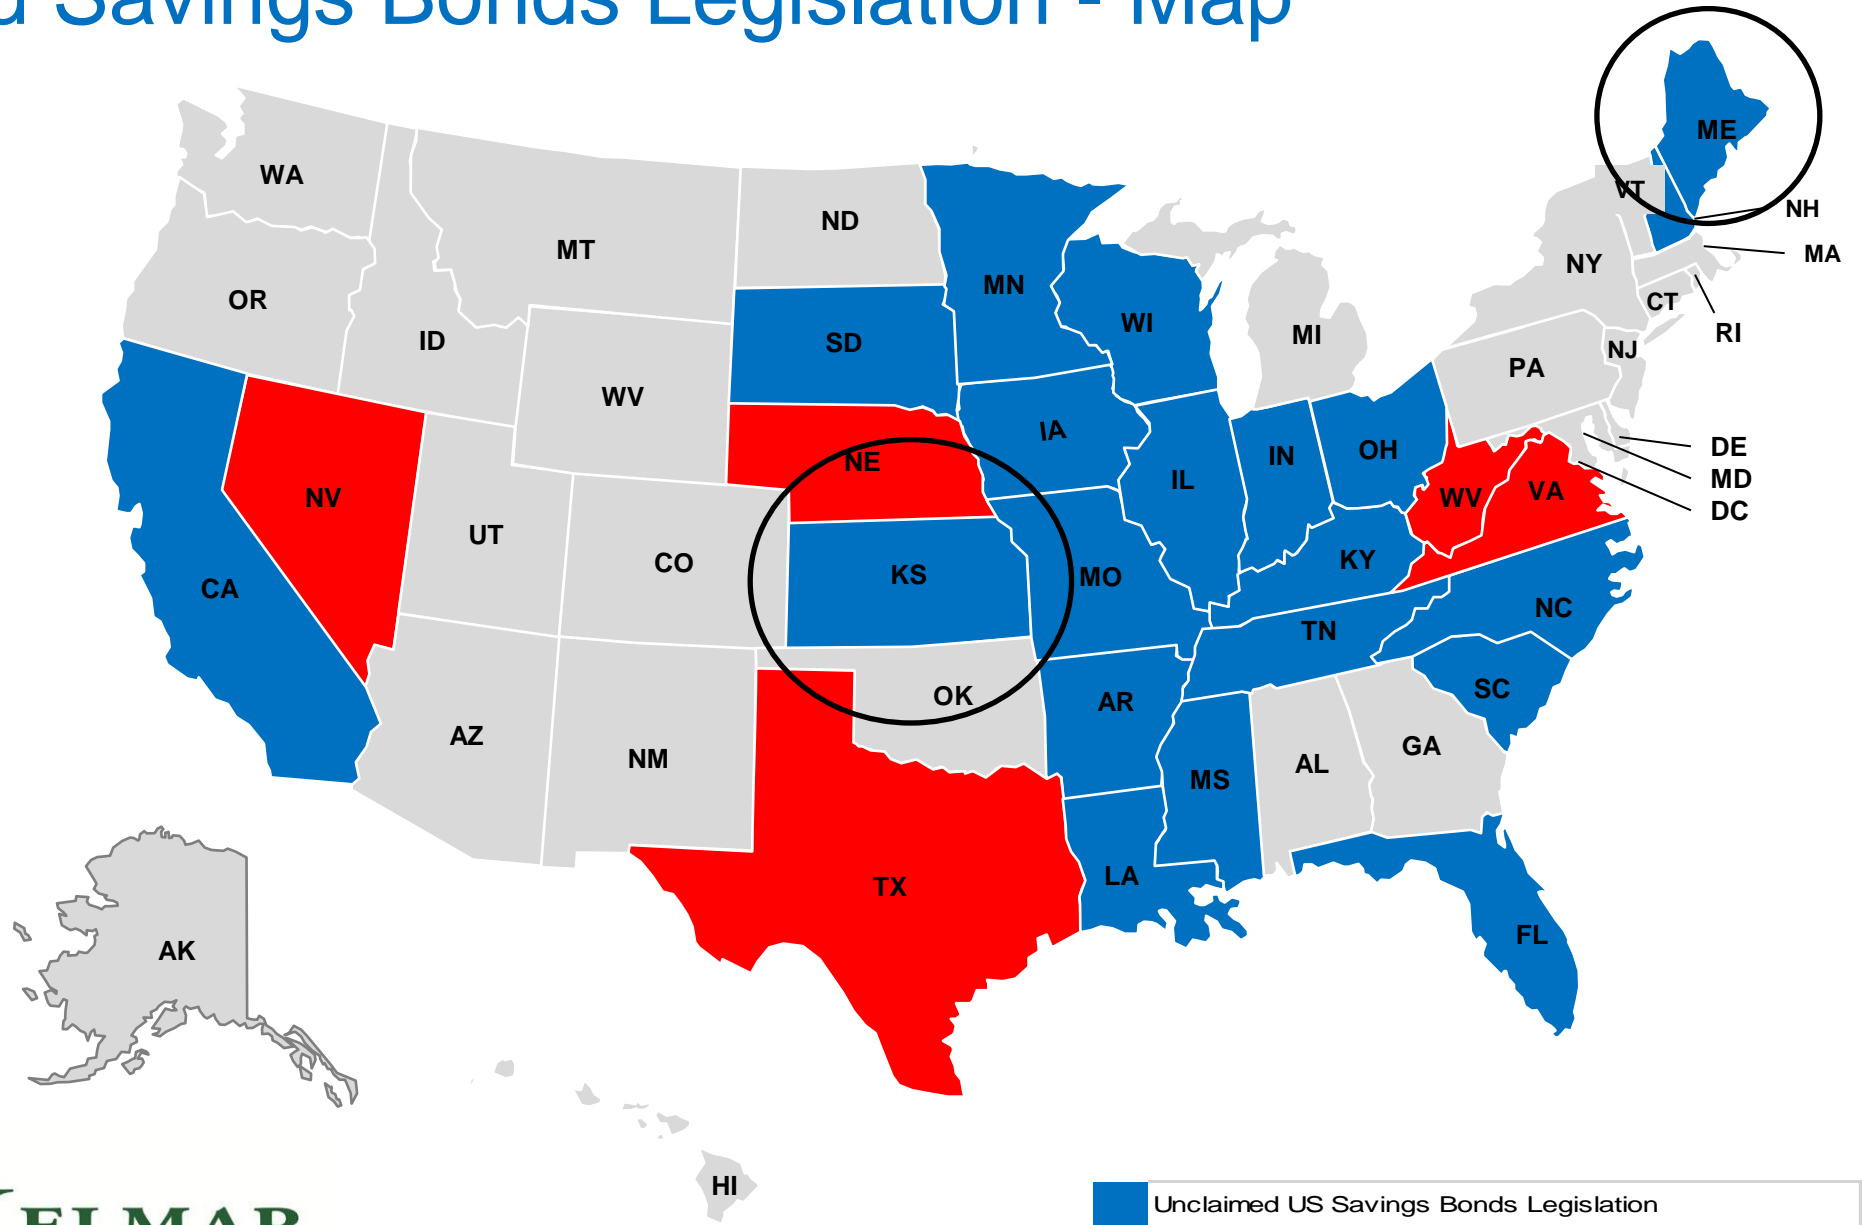 Savings Bonds Legislation - Map
ME
WA
VT
NH
ND
MT
MA
NY
MN
OR
CT
WI
RI
MI
ID
SD
NJ
PA
WV
IA
DE
OH
IN
NE
MD
IL
NV
WV
VA
DC
UT
CO
KY
KS
MO
CA
NC
TN
SC
OK
AR
AZ
GA
NM
AL
MS
LA
TX
FL
AK
HI
Unclaimed US Savings Bonds Legislation